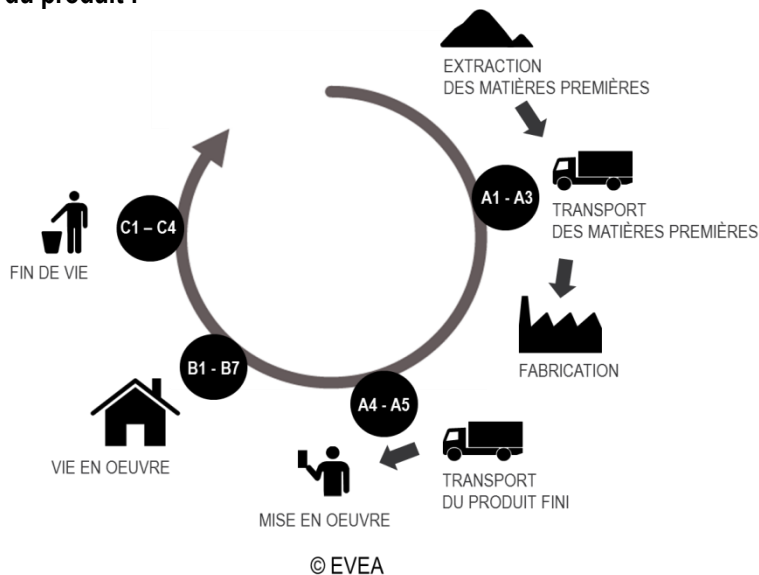 du produit :
EXTRACTION
DES MATIÈRES PREMIÈRES
A1 - A3
TRANSPORT
DES MATIÈRES PREMIÈRES
FABRICATION
A4 - A5
TRANSPORT
DU PRODUIT FINI
MISE EN OEUVRE
B1 - B7
VIE EN OEUVRE
C1 – C4
FIN DE VIE
© EVEA